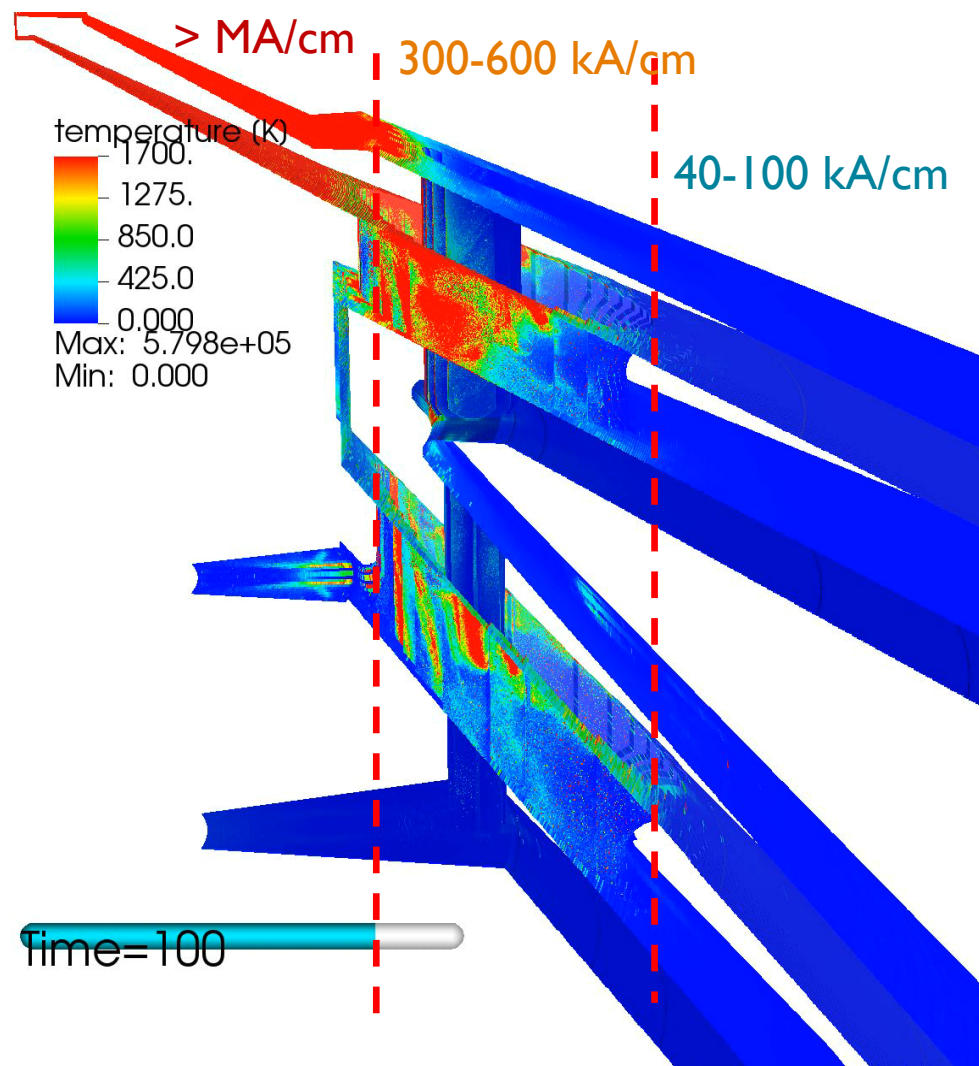 > MA/cm
300-600 kA/cm
40-100 kA/cm
temperature (K)
1700.
1275.
850.0
425.0
0.000
Max: 5.798e+05
Min: 0.000
Time=100